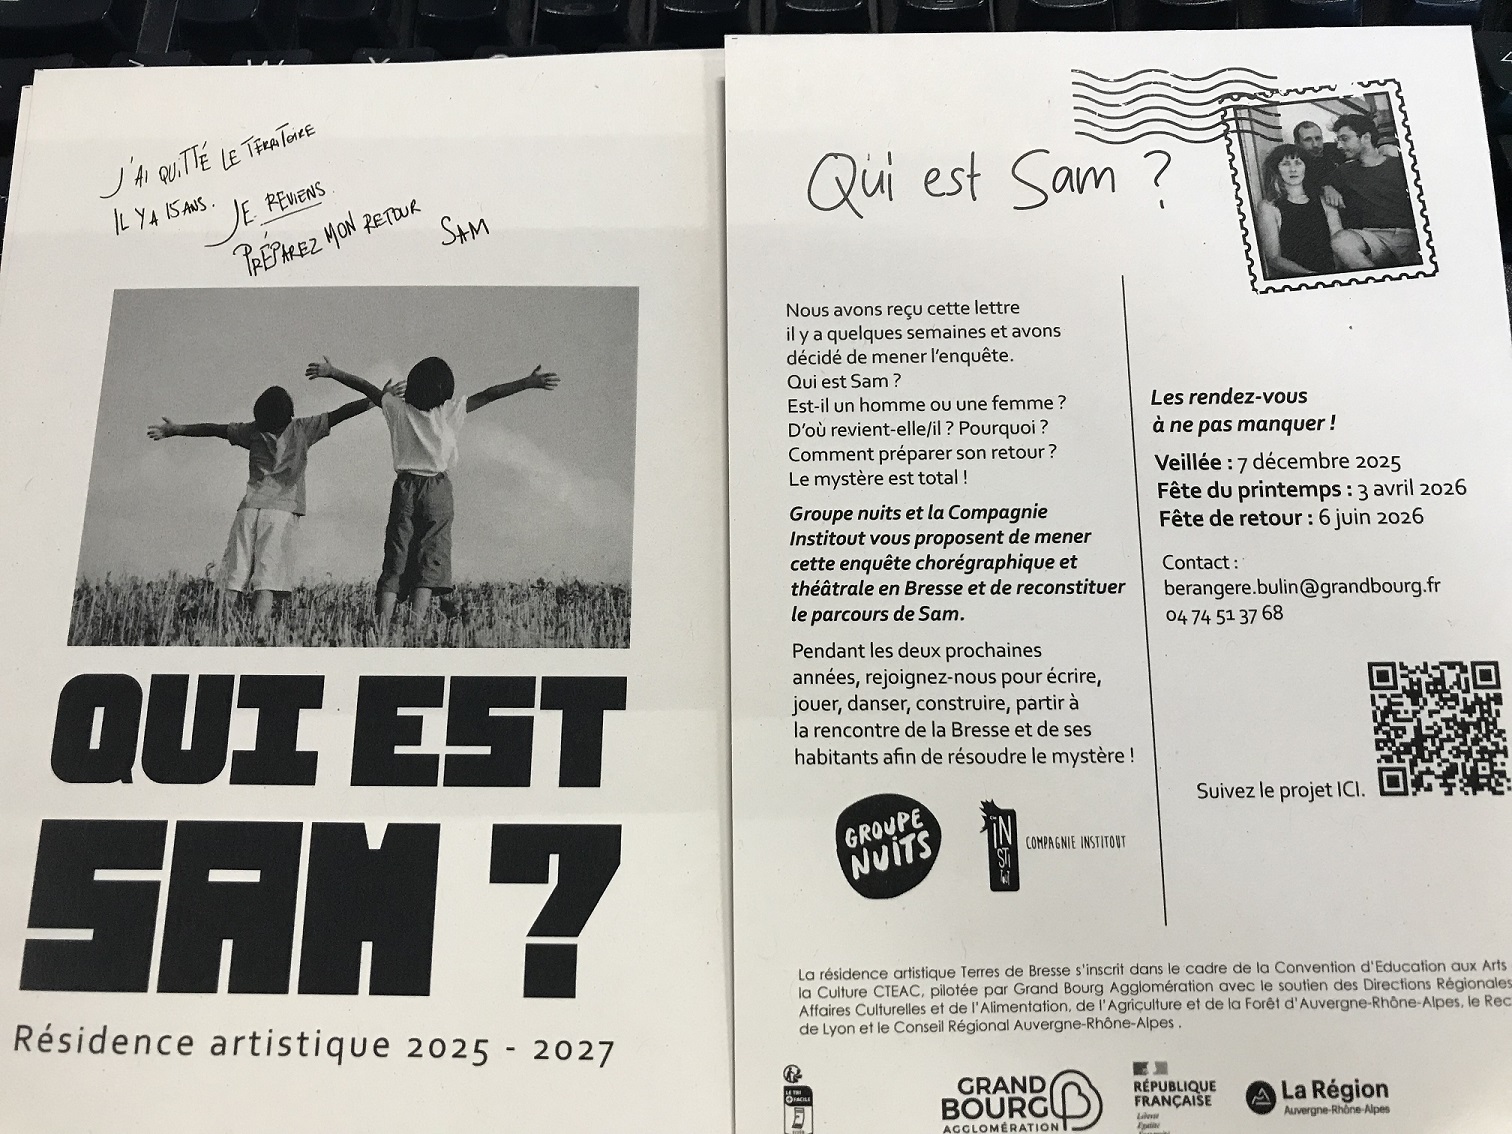 J'AI QUITTÉ LE TERRITOIRE
IL Y A 15 ANS. JE REVIENS.
PRÉPAREZ MON RETOUR
SAM
QUI EST
SAM ?
Résidence artistique 2025 - 2027
Qui est Sam ?
Nous avons reçu cette lettre
il y a quelques semaines et avons
décidé de mener l'enquête.
Qui est Sam ?
Est-il un homme ou une femme ?
D'où revient-elle/il ? Pourquoi ?
Comment préparer son retour ?
Le mystère est total !
Groupe nuits et la Compagnie
Institout vous proposent de mener
cette enquête chorégraphique et
théâtrale en Bresse et de reconstituer
le parcours de Sam.
Pendant les deux prochaines
années, rejoignez-nous pour écrire,
jouer, danser, construire, partir à
la rencontre de la Bresse et de ses
habitants afin de résoudre le mystère !
GROUPE
NUITS
iN
STi
tut
COMPAGNIE INSTITOUT
Les rendez-vous
à ne pas manquer !
Veillée : 7 décembre 2025
Fête du printemps : 3 avril 2026
Fête de retour : 6 juin 2026
Contact :
berangere.bulin@grandbourg.fr
04 74 51 37 68
Suivez le projet ICI.
La résidence artistique Terres de Bresse s'inscrit dans le cadre de la Convention d'Education aux Arts
la Culture CTEAC, pilotée par Grand Bourg Agglomération avec le soutien des Directions Régionales
Affaires Culturelles et de l'Alimentation, de l'Agriculture et de la Forêt d'Auvergne-Rhône-Alpes, le Rec
de Lyon et le Conseil Régional Auvergne-Rhône-Alpes .
LE TRI
+ FACILE
GRAND
BOURG
AGGLOMÉRATION
RÉPUBLIQUE
FRANÇAISE
Liberté
Égalité
La Région
Auvergne-Rhône-Alpes